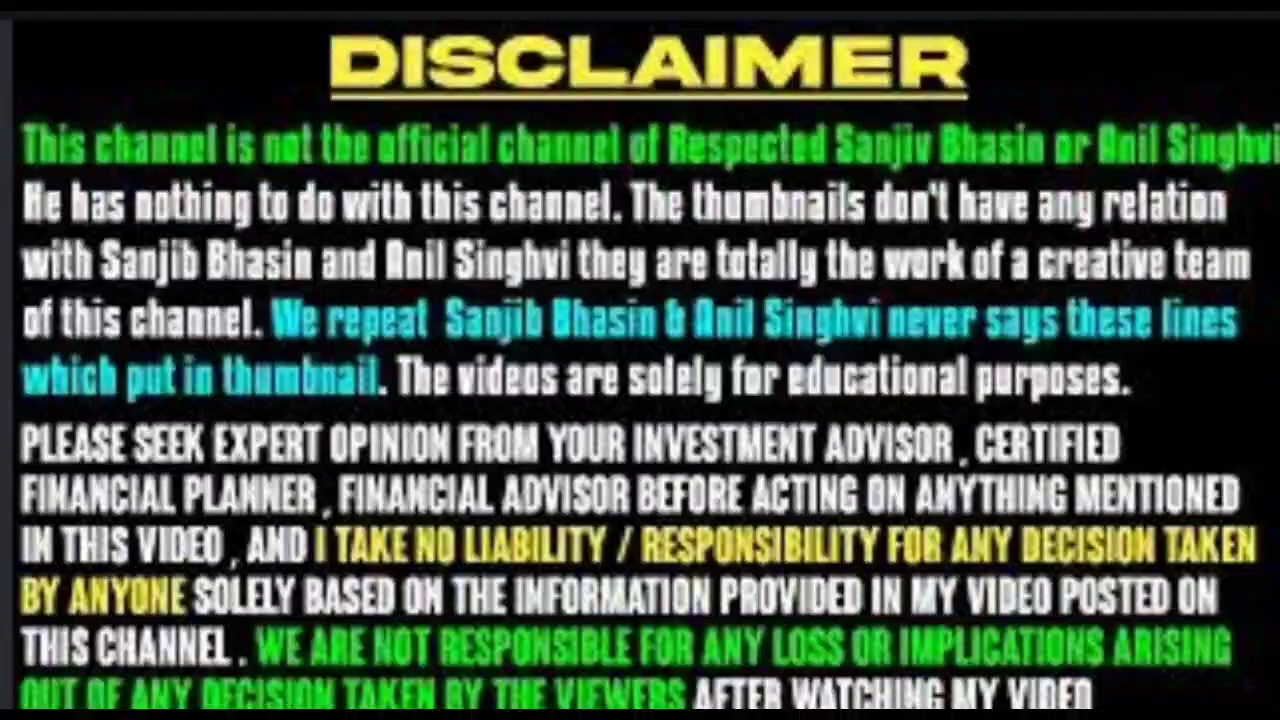 DISCLAIMER
This channel is not the official channel of Respected Sanjiv Bhasin or Anil Singhvi
He has nothing to do with this channel. The thumbnails don't have any relation
with Sanjib Bhasin and Anil Singhvi they are totally the work of a creative team
of this channel. We repeat Sanjib Bhasin & Anil Singhvi never says these lines
which put in thumbnail. The videos are solely for educational purposes.
PLEASE SEEK EXPERT OPINION FROM YOUR INVESTMENT ADVISOR , CERTIFIED
FINANCIAL PLANNER , FINANCIAL ADVISOR BEFORE ACTING ON ANYTHING MENTIONED
IN THIS VIDEO , AND I TAKE NO LIABILITY / RESPONSIBILITY FOR ANY DECISION TAKEN
BY ANYONE SOLELY BASED ON THE INFORMATION PROVIDED IN MY VIDEO POSTED ON
THIS CHANNEL . WE ARE NOT RESPONSIBLE FOR ANY LOSS OR IMPLICATIONS ARISING
OUT OF ANY DECISION TAKEN BY THE VIEWERS AFTER WATCHING MY VIDEO